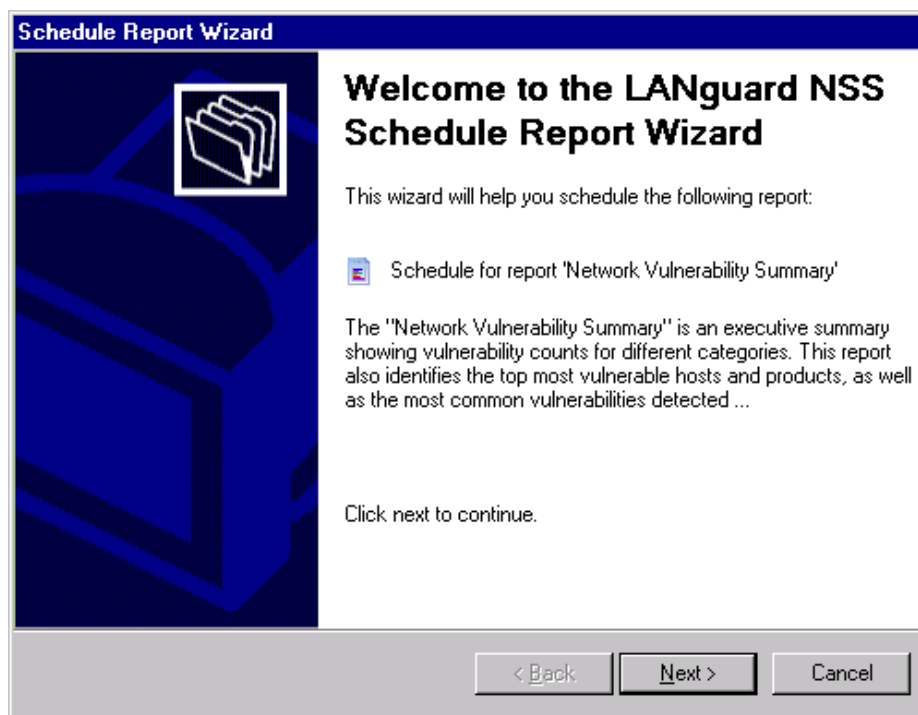 Schedule Report Wizard
Welcome to the LANguard NSS
Schedule Report Wizard
This wizard will help you schedule the following report:
Schedule for report 'Network Vulnerability Summary'
The "Network Vulnerability Summary" is an executive summary
showing vulnerability counts for different categories. This report
also identifies the top most vulnerable hosts and products, as well
as the most common vulnerabilities detected ...
Click next to continue.
< Back
Next >
Cancel